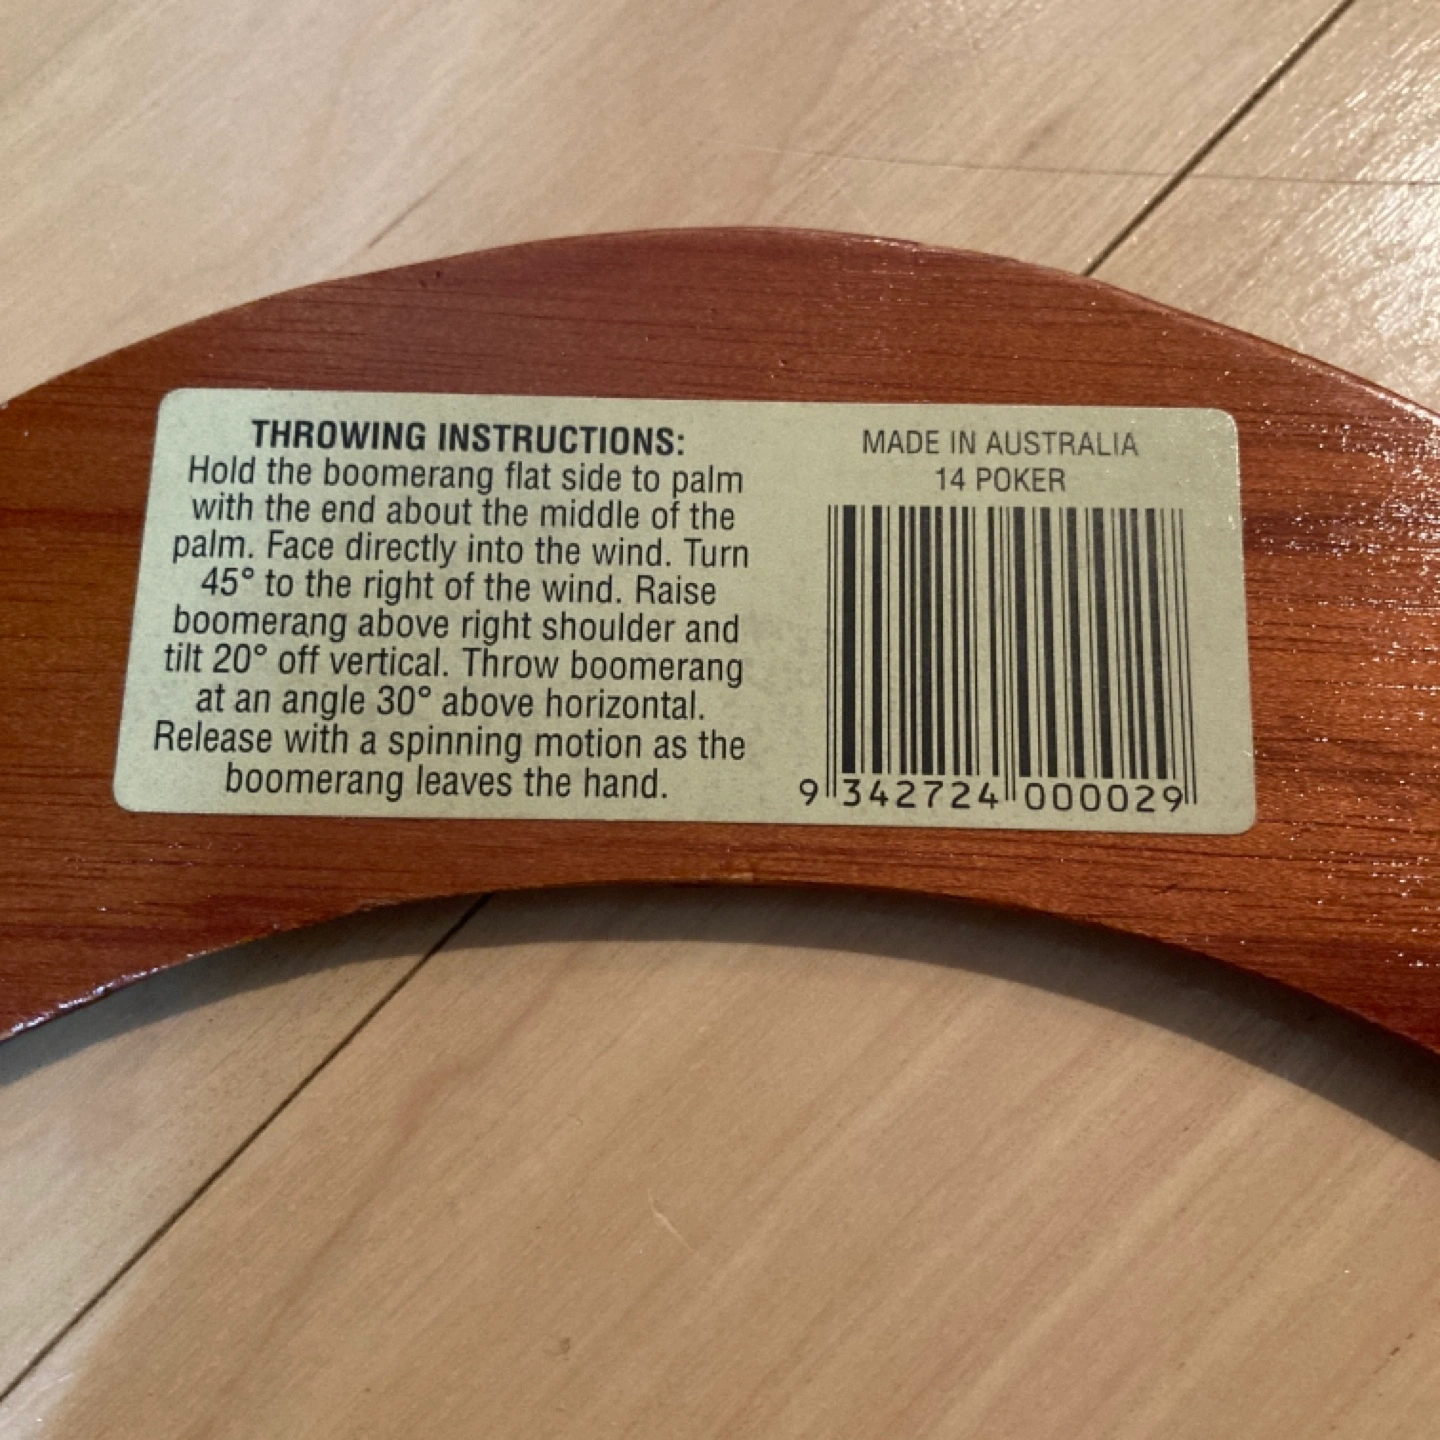 THROWING INSTRUCTIONS:
Hold the boomerang flat side to palm
with the end about the middle of the
palm. Face directly into the wind. Turn
45° to the right of the wind. Raise
boomerang above right shoulder and
tilt 20° off vertical. Throw boomerang
at an angle 30° above horizontal.
Release with a spinning motion as the
boomerang leaves the hand.
MADE IN AUSTRALIA
14 POKER
9 342724 000029